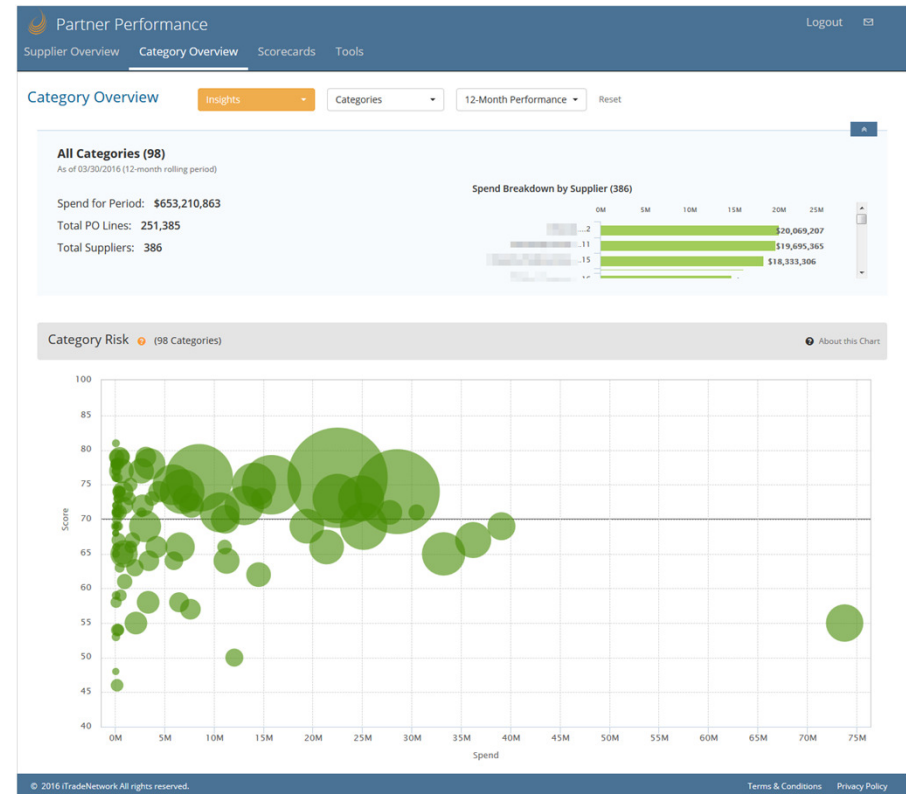 Partner Performance
Logout
Supplier Overview Category Overview Scorecards Tools
Category Overview
Insights
Categories
12-Month Performance
Reset
All Categories (98)
As of 03/30/2016 (12-month rolling period)
Spend for Period: $653,210,863
Total PO Lines: 251,385
Total Suppliers: 386
Spend Breakdown by Supplier (386)
0M 5M 10M 15M 20M 25M
...2 $20,069,207
..11 $19,695,365
...15 $18,333,306
Category Risk (98 Categories)
About this Chart
100
85
80
75
70
65
60
55
50
45
40
Score
0M 5M 10M 15M 20M 25M 30M 35M 40M 45M 50M 55M 60M 65M 70M 75M
Spend
© 2016 iTradeNetwork All rights reserved.
Terms & Conditions Privacy Policy